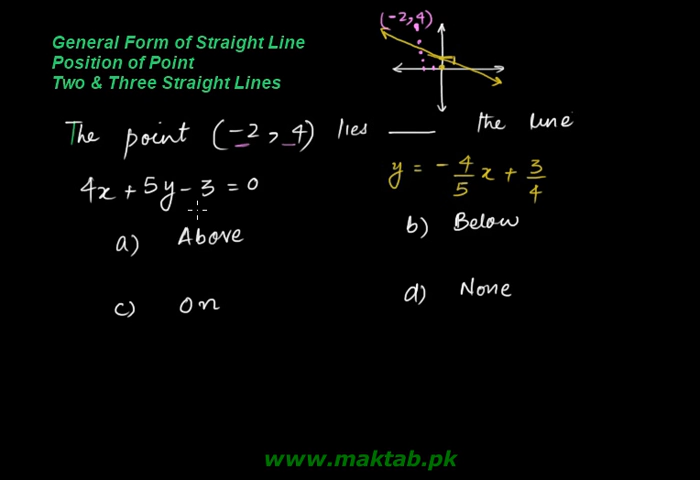 (-2,4)
General Form of Straight Line
Position of Point
Two & Three Straight Lines
The point (-2, 4) lies ___ the line
4x + 5y - 3 = 0
y = - 4/5 x + 3/4
a) Above
b) Below
c) On
d) None
www.maktab.pk